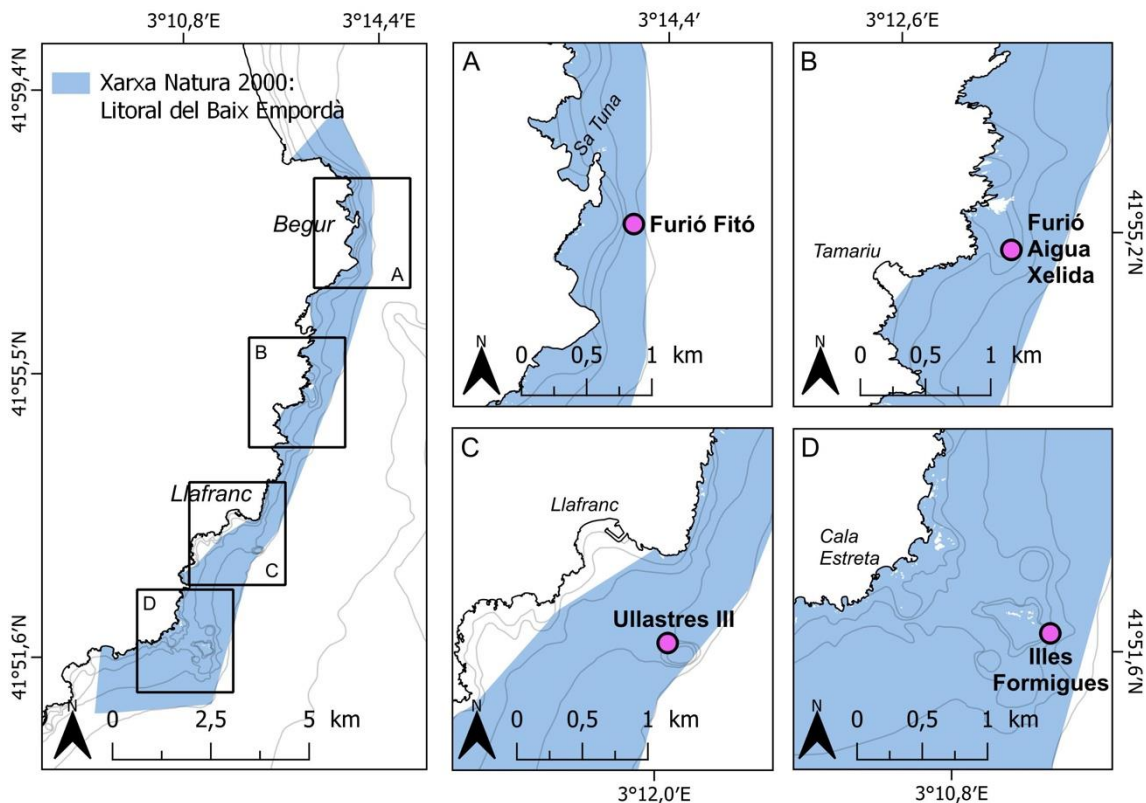 3°10,8'E
3°14,4'E
41°59,4'N
41°55,5'N
41°51,6'N
Xarxa Natura 2000:
Litoral del Baix Empordà
Begur
A
B
Llafranc
C
D
N
0 2,5 5 km
3°14,4'
A
Sa Tuna
Furió Fitó
N
0 0,5 1 km
3°12,6'E
B
41°55,2'N
Tamariu
Furió
Aigua
Xelida
N
0 0,5 1 km
C
Llafranc
Ullastres III
N
0 0,5 1 km
3°12,0'E
D
Cala
Estreta
41°51,6'N
Illes
Formigues
N
0 0,5 1 km
3°10,8'E